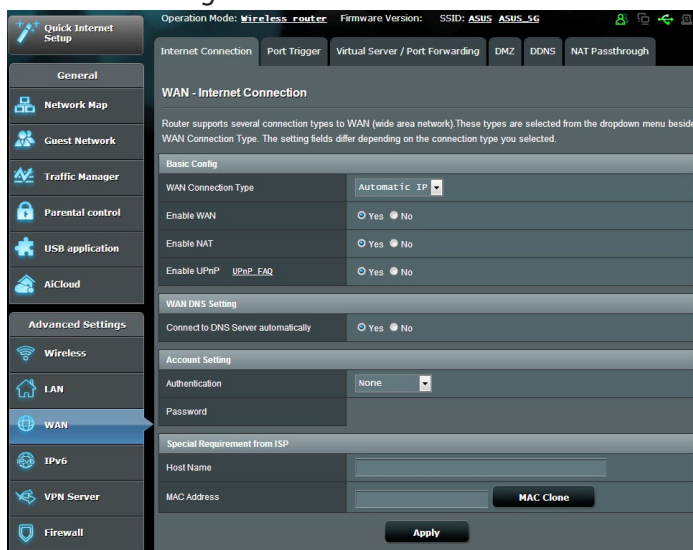 Quick Internet Setup
Operation Mode: Wireless router Firmware Version: SSID: ASUS ASUS_5G
Internet Connection Port Trigger Virtual Server / Port Forwarding DMZ DDNS NAT Passthrough
General
Network Map
Guest Network
Traffic Manager
Parental control
USB application
AiCloud
Advanced Settings
Wireless
LAN
WAN
IPv6
VPN Server
Firewall
WAN - Internet Connection
Router supports several connection types to WAN (wide area network).These types are selected from the dropdown menu beside
WAN Connection Type. The setting fields differ depending on the connection type you selected.
Basic Config
WAN Connection Type Automatic IP
Enable WAN Yes No
Enable NAT Yes No
Enable UPnP UPnP FAQ Yes No
WAN DNS Setting
Connect to DNS Server automatically Yes No
Account Setting
Authentication None
Password
Special Requirement from ISP
Host Name
MAC Address MAC Clone
Apply